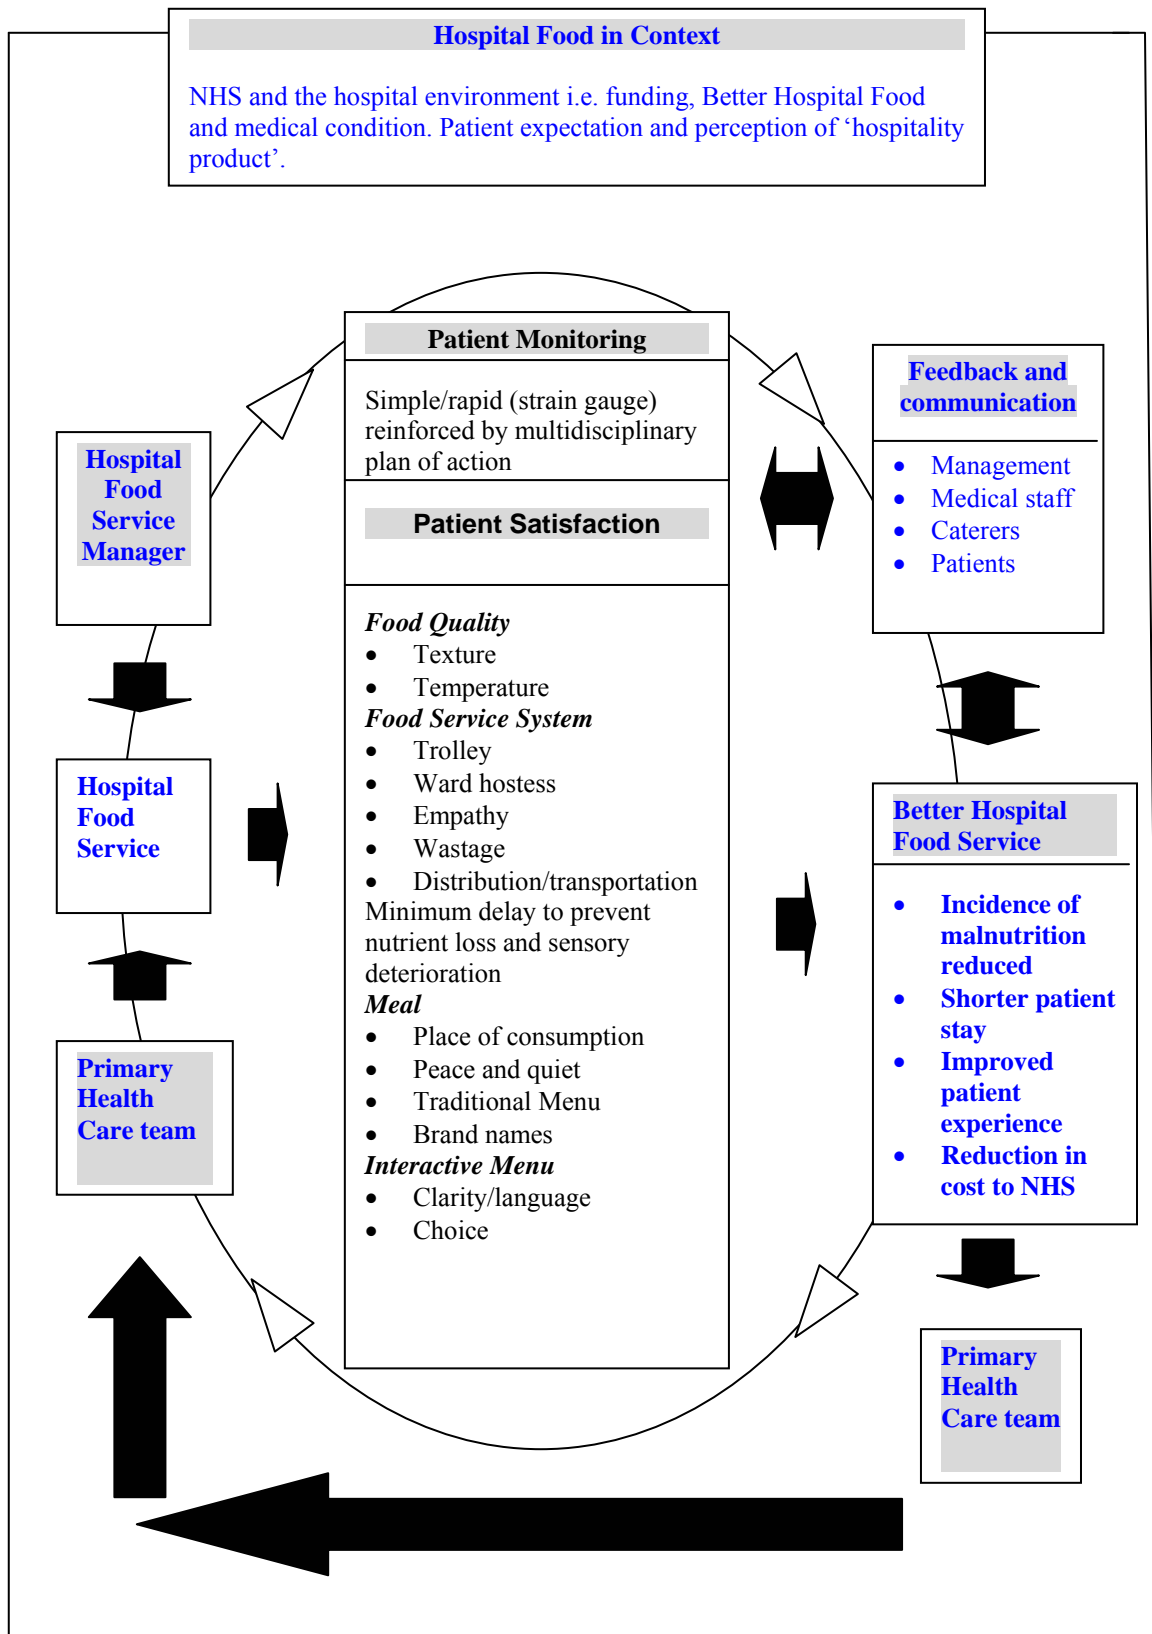 Hospital Food in Context
NHS and the hospital environment i.e. funding, Better Hospital Food
and medical condition. Patient expectation and perception of ‘hospitality
product’.
Patient Monitoring
Simple/rapid (strain gauge)
reinforced by multidisciplinary
plan of action
Patient Satisfaction
Food Quality
• Texture
• Temperature
Food Service System
• Trolley
• Ward hostess
• Empathy
• Wastage
• Distribution/transportation
Minimum delay to prevent
nutrient loss and sensory
deterioration
Meal
• Place of consumption
• Peace and quiet
• Traditional Menu
• Brand names
Interactive Menu
• Clarity/language
• Choice
Hospital
Food
Service
Manager
Hospital
Food
Service
Primary
Health
Care team
Feedback and
communication
• Management
• Medical staff
• Caterers
• Patients
Better Hospital
Food Service
• Incidence of
malnutrition
reduced
• Shorter patient
stay
• Improved
patient
experience
• Reduction in
cost to NHS
Primary
Health
Care team